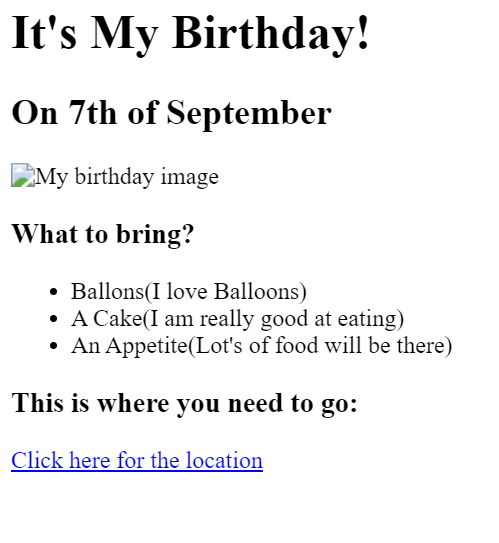 It's My Birthday!
On 7th of September
My birthday image
What to bring?
• Ballons(I love Balloons)
• A Cake(I am really good at eating)
• An Appetite(Lot's of food will be there)
This is where you need to go:
Click here for the location